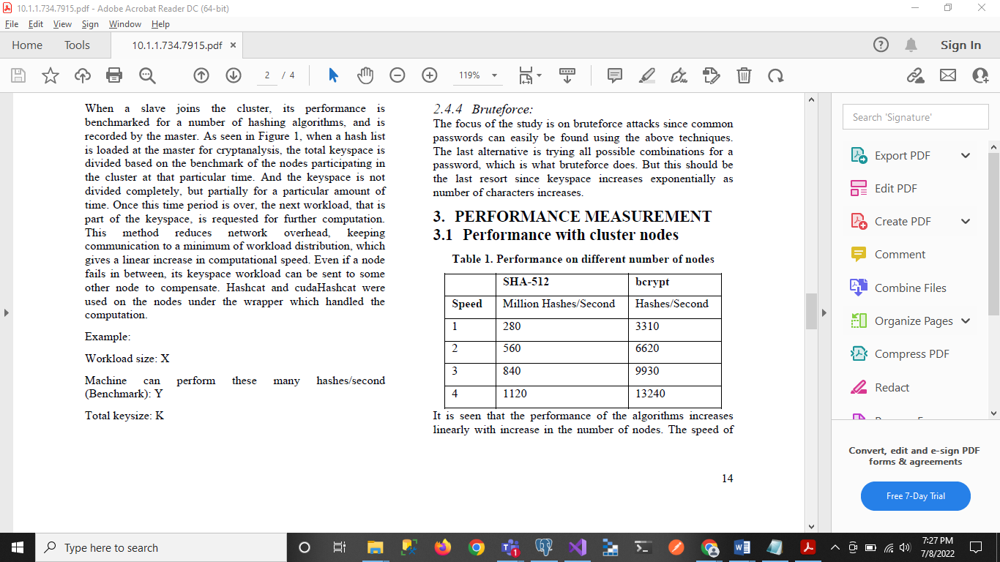 10.1.1.734.7915.pdf - Adobe Acrobat Reader DC (64-bit)
File Edit View Sign Window Help
Home Tools 10.1.1.734.7915.pdf × Sign In
2 / 4 119%
When a slave joins the cluster, its performance is
benchmarked for a number of hashing algorithms, and is
recorded by the master. As seen in Figure 1, when a hash list
is loaded at the master for cryptanalysis, the total keyspace is
divided based on the benchmark of the nodes participating in
the cluster at that particular time. And the keyspace is not
divided completely, but partially for a particular amount of
time. Once this time period is over, the next workload, that is
part of the keyspace, is requested for further computation.
This method reduces network overhead, keeping
communication to a minimum of workload distribution, which
gives a linear increase in computational speed. Even if a node
fails in between, its keyspace workload can be sent to some
other node to compensate. Hashcat and cudaHashcat were
used on the nodes under the wrapper which handled the
computation.
Example:
Workload size: X
Machine can perform these many hashes/second
(Benchmark): Y
Total keysize: K
2.4.4 Bruteforce:
The focus of the study is on bruteforce attacks since common
passwords can easily be found using the above techniques.
The last alternative is trying all possible combinations for a
password, which is what bruteforce does. But this should be
the last resort since keyspace increases exponentially as
number of characters increases.
3. PERFORMANCE MEASUREMENT
3.1 Performance with cluster nodes
Table 1. Performance on different number of nodes
SHA-512 bcrypt
Speed Million Hashes/Second Hashes/Second
1 280 3310
2 560 6620
3 840 9930
4 1120 13240
It is seen that the performance of the algorithms increases
linearly with increase in the number of nodes. The speed of
14
Search 'Signature'
Export PDF
Edit PDF
Create PDF
Comment
Combine Files
Organize Pages
Compress PDF
Redact
Convert, edit and e-sign PDF
forms & agreements
Free 7-Day Trial
Type here to search
1
7:27 PM
7/8/2022